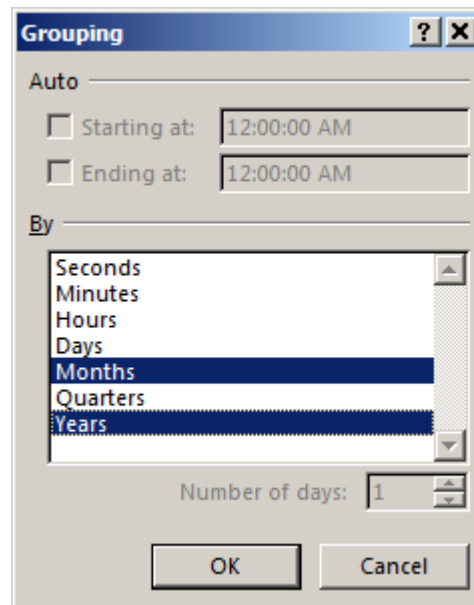 Grouping
Auto
Starting at: 12:00:00 AM
Ending at: 12:00:00 AM
By
Seconds
Minutes
Hours
Days
Months
Quarters
Years
Number of days: 1
OK Cancel